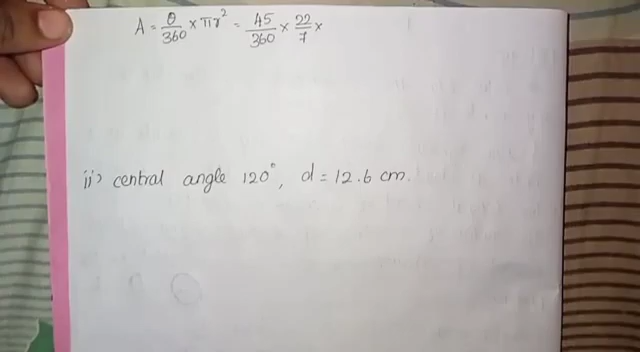 A = θ/360 × πr² = 45/360 × 22/7 ×
ii) central angle 120°, d = 12.6 cm.